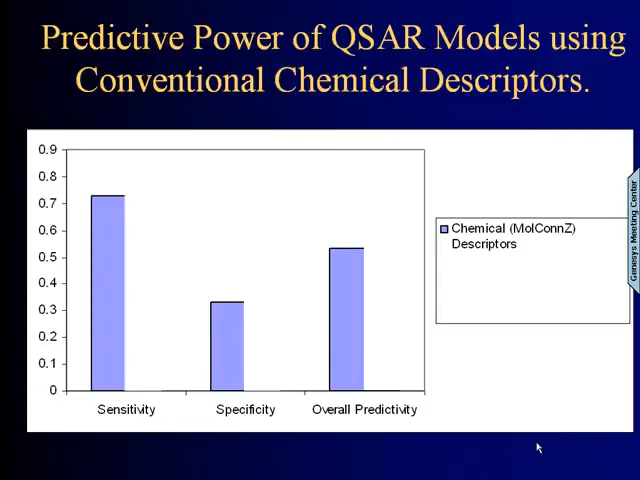 Predictive Power of QSAR Models using
Conventional Chemical Descriptors.
0.9
0.8
0.7
0.6
0.5
0.4
0.3
0.2
0.1
0
Sensitivity
Specificity
Overall Predictivity
Chemical (MolConnZ)
Descriptors
Genesys Meeting Center